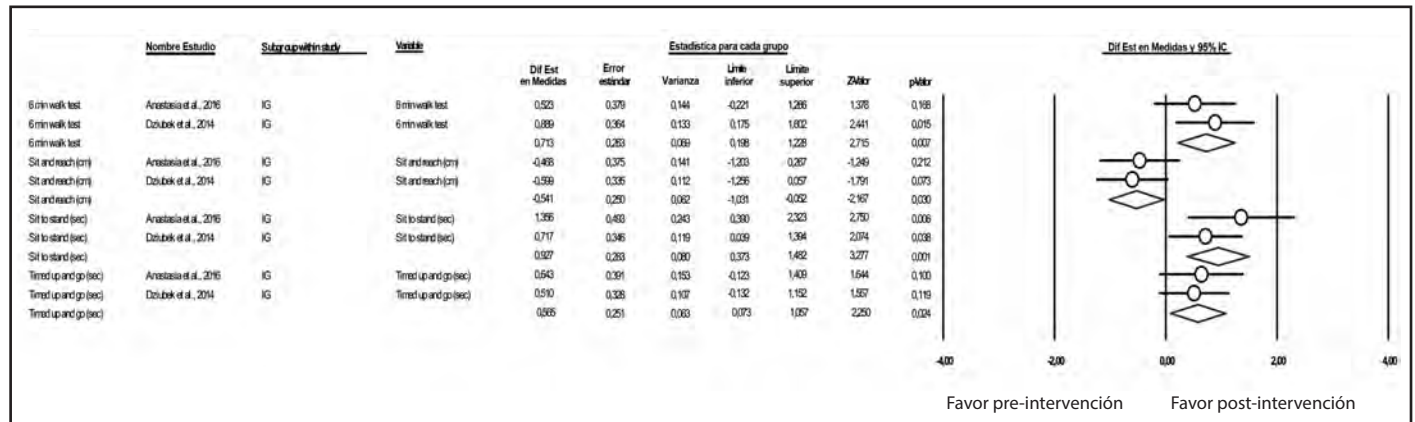 Nombre Estudio Subgroup within study Variable Estadística para cada grupo Dif Est en Medidas y 95% IC
Dif Est en Medidas Error estándar Varianza Límite inferior Límite superior Z-Valor p-Valor
6 min walk test Anastasia et al., 2016 IG 6 min walk test 0,523 0,379 0,144 -0,221 1,266 1,378 0,168
6 min walk test Dziubek et al., 2014 IG 6 min walk test 0,889 0,364 0,133 0,175 1,602 2,441 0,015
6 min walk test 0,713 0,263 0,069 0,198 1,228 2,715 0,007
Sit and reach (cm) Anastasia et al., 2016 IG Sit and reach (cm) -0,468 0,375 0,141 -1,203 0,267 -1,249 0,212
Sit and reach (cm) Dziubek et al., 2014 IG Sit and reach (cm) -0,599 0,335 0,112 -1,256 0,057 -1,791 0,073
Sit and reach (cm) -0,541 0,250 0,062 -1,031 -0,052 -2,167 0,030
Sit to stand (sec) Anastasia et al., 2016 IG Sit to stand (sec) 1,356 0,493 0,243 0,390 2,323 2,750 0,006
Sit to stand (sec) Dziubek et al., 2014 IG Sit to stand (sec) 0,717 0,346 0,119 0,039 1,394 2,074 0,038
Sit to stand (sec) 0,927 0,283 0,080 0,373 1,482 3,277 0,001
Timed up and go (sec) Anastasia et al., 2016 IG Timed up and go (sec) 0,643 0,391 0,153 -0,123 1,409 1,644 0,100
Timed up and go (sec) Dziubek et al., 2014 IG Timed up and go (sec) 0,510 0,328 0,107 -0,132 1,152 1,557 0,119
Timed up and go (sec) 0,565 0,251 0,063 0,073 1,057 2,250 0,024
-4,00 -2,00 0,00 2,00 4,00
Favor pre-intervención Favor post-intervención